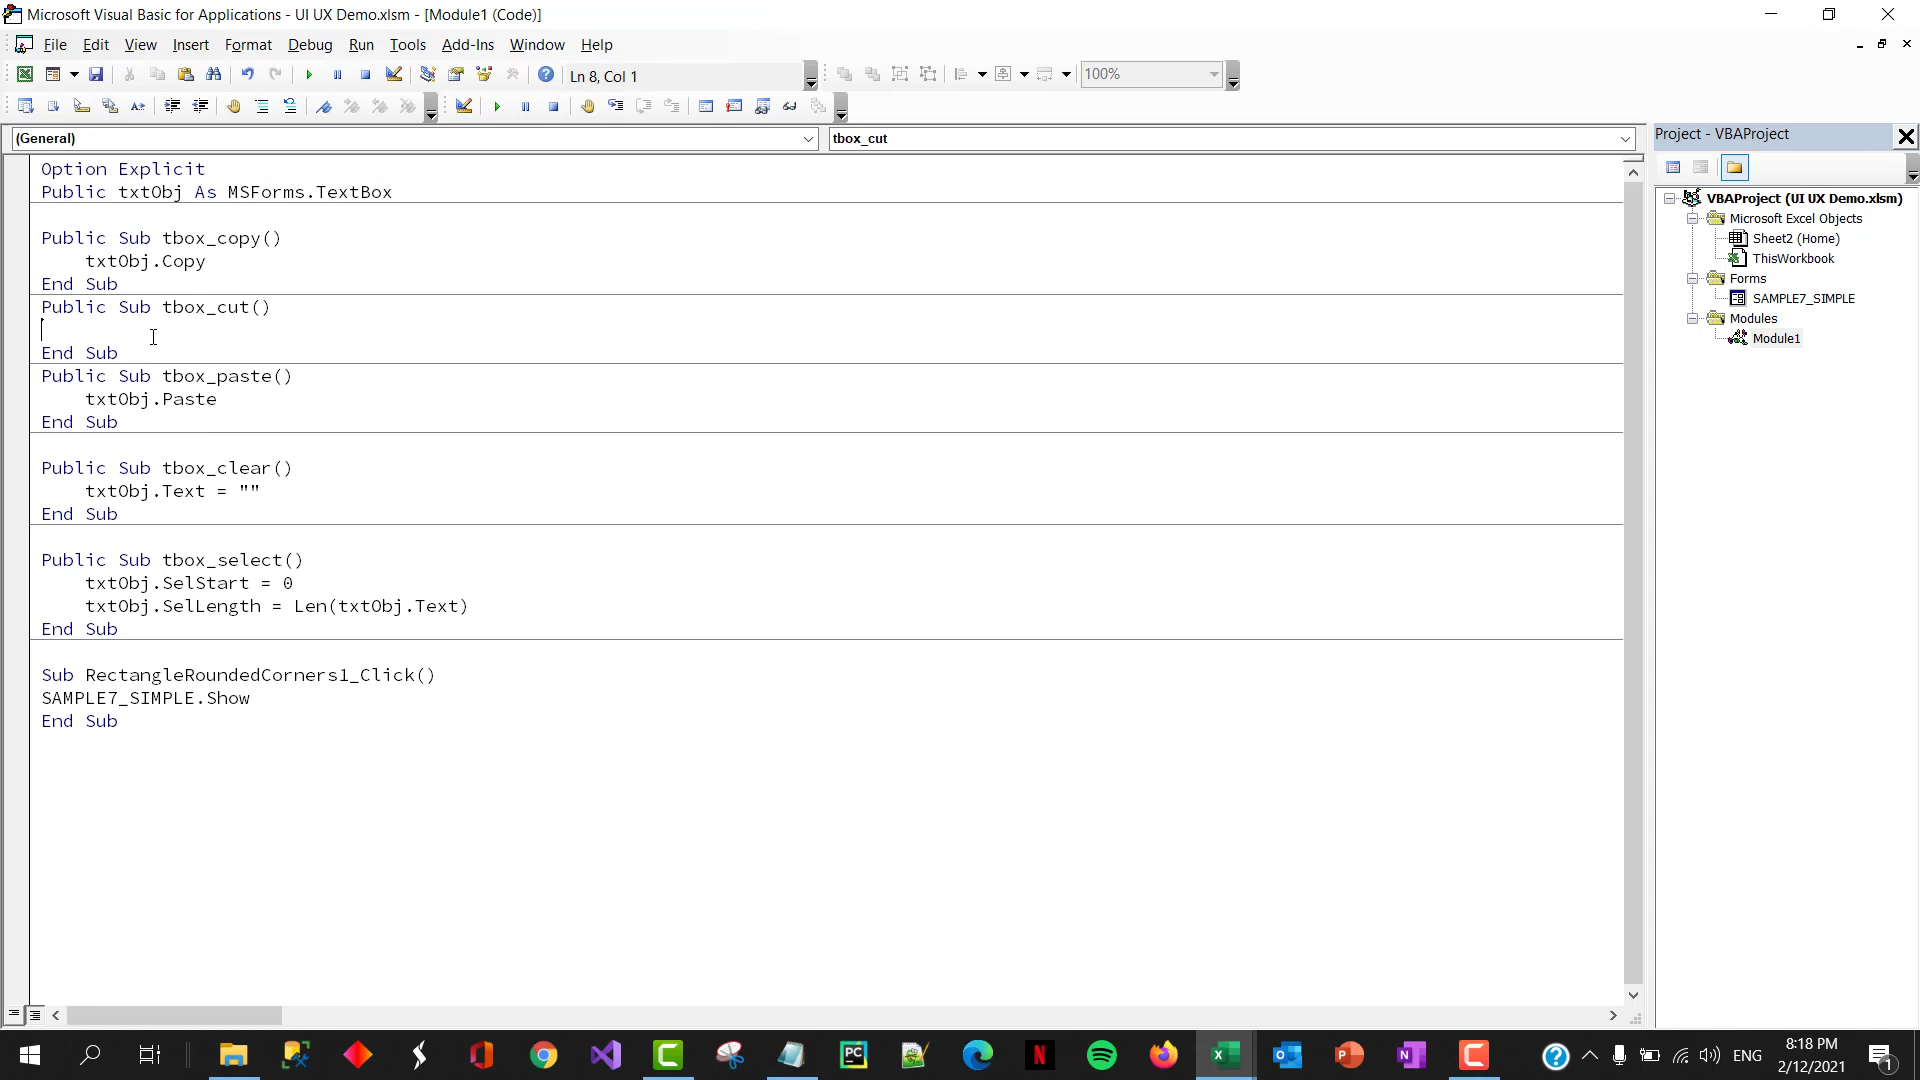 Microsoft Visual Basic for Applications - UI UX Demo.xlsm - [Module1 (Code)]
File Edit View Insert Format Debug Run Tools Add-Ins Window Help
Ln 8, Col 1
100%
(General)
tbox_cut
Project - VBAProject
Option Explicit
Public txtObj As MSForms.TextBox
Public Sub tbox_copy()
txtObj.Copy
End Sub
Public Sub tbox_cut()
End Sub
Public Sub tbox_paste()
txtObj.Paste
End Sub
Public Sub tbox_clear()
txtObj.Text = ""
End Sub
Public Sub tbox_select()
txtObj.SelStart = 0
txtObj.SelLength = Len(txtObj.Text)
End Sub
Sub RectangleRoundedCorners1_Click()
SAMPLE7_SIMPLE.Show
End Sub
VBAProject (UI UX Demo.xlsm)
Microsoft Excel Objects
Sheet2 (Home)
ThisWorkbook
Forms
SAMPLE7_SIMPLE
Modules
Module1
ENG
8:18 PM
2/12/2021
1